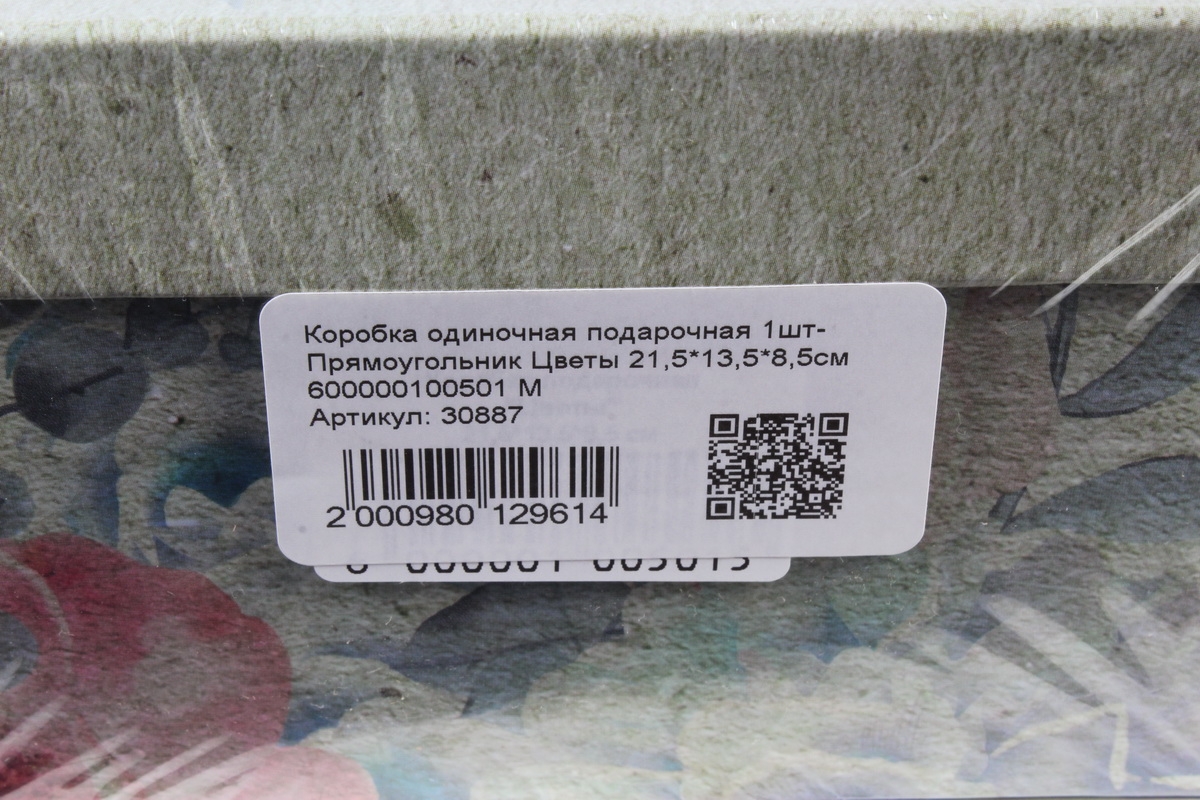 Коробка одиночная подарочная 1шт-
Прямоугольник Цветы 21,5*13,5*8,5см
600000100501 М
Артикул: 30887
2 000980 129614